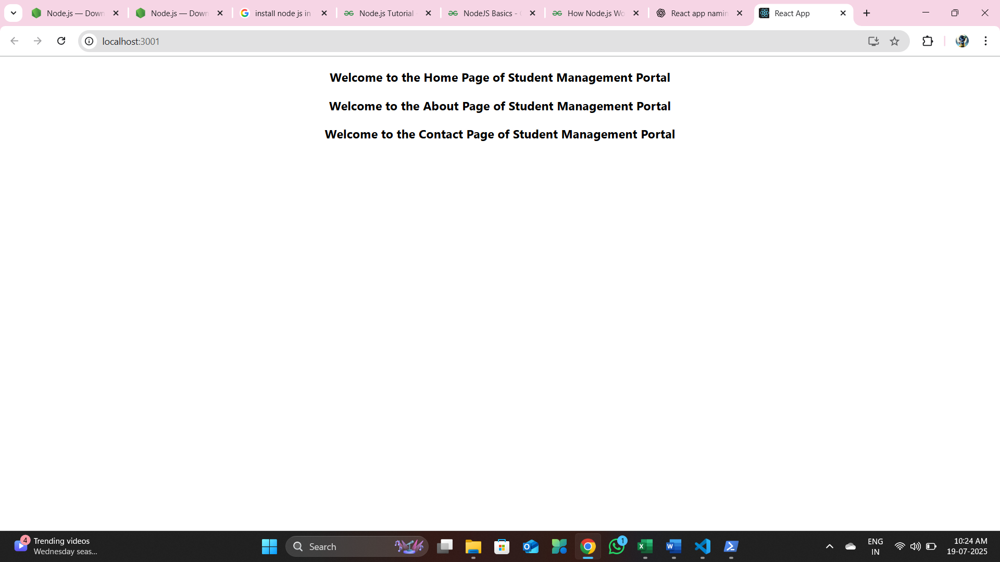 Node.js — Down
Node.js — Down
install node js in
Node.js Tutorial
NodeJS Basics -
How Node.js Wo
React app namin
React App
localhost:3001
Welcome to the Home Page of Student Management Portal
Welcome to the About Page of Student Management Portal
Welcome to the Contact Page of Student Management Portal
4
Trending videos
Wednesday seas...
Search
1
ENG
IN
10:24 AM
19-07-2025